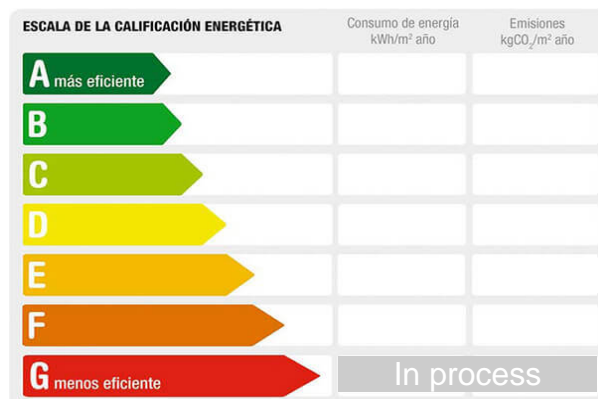 ESCALA DE LA CALIFICACIÓN ENERGÉTICA
Consumo de energía
kWh/m² año
Emisiones
kgCO₂/m² año
A más eficiente
B
C
D
E
F
G menos eficiente
In process